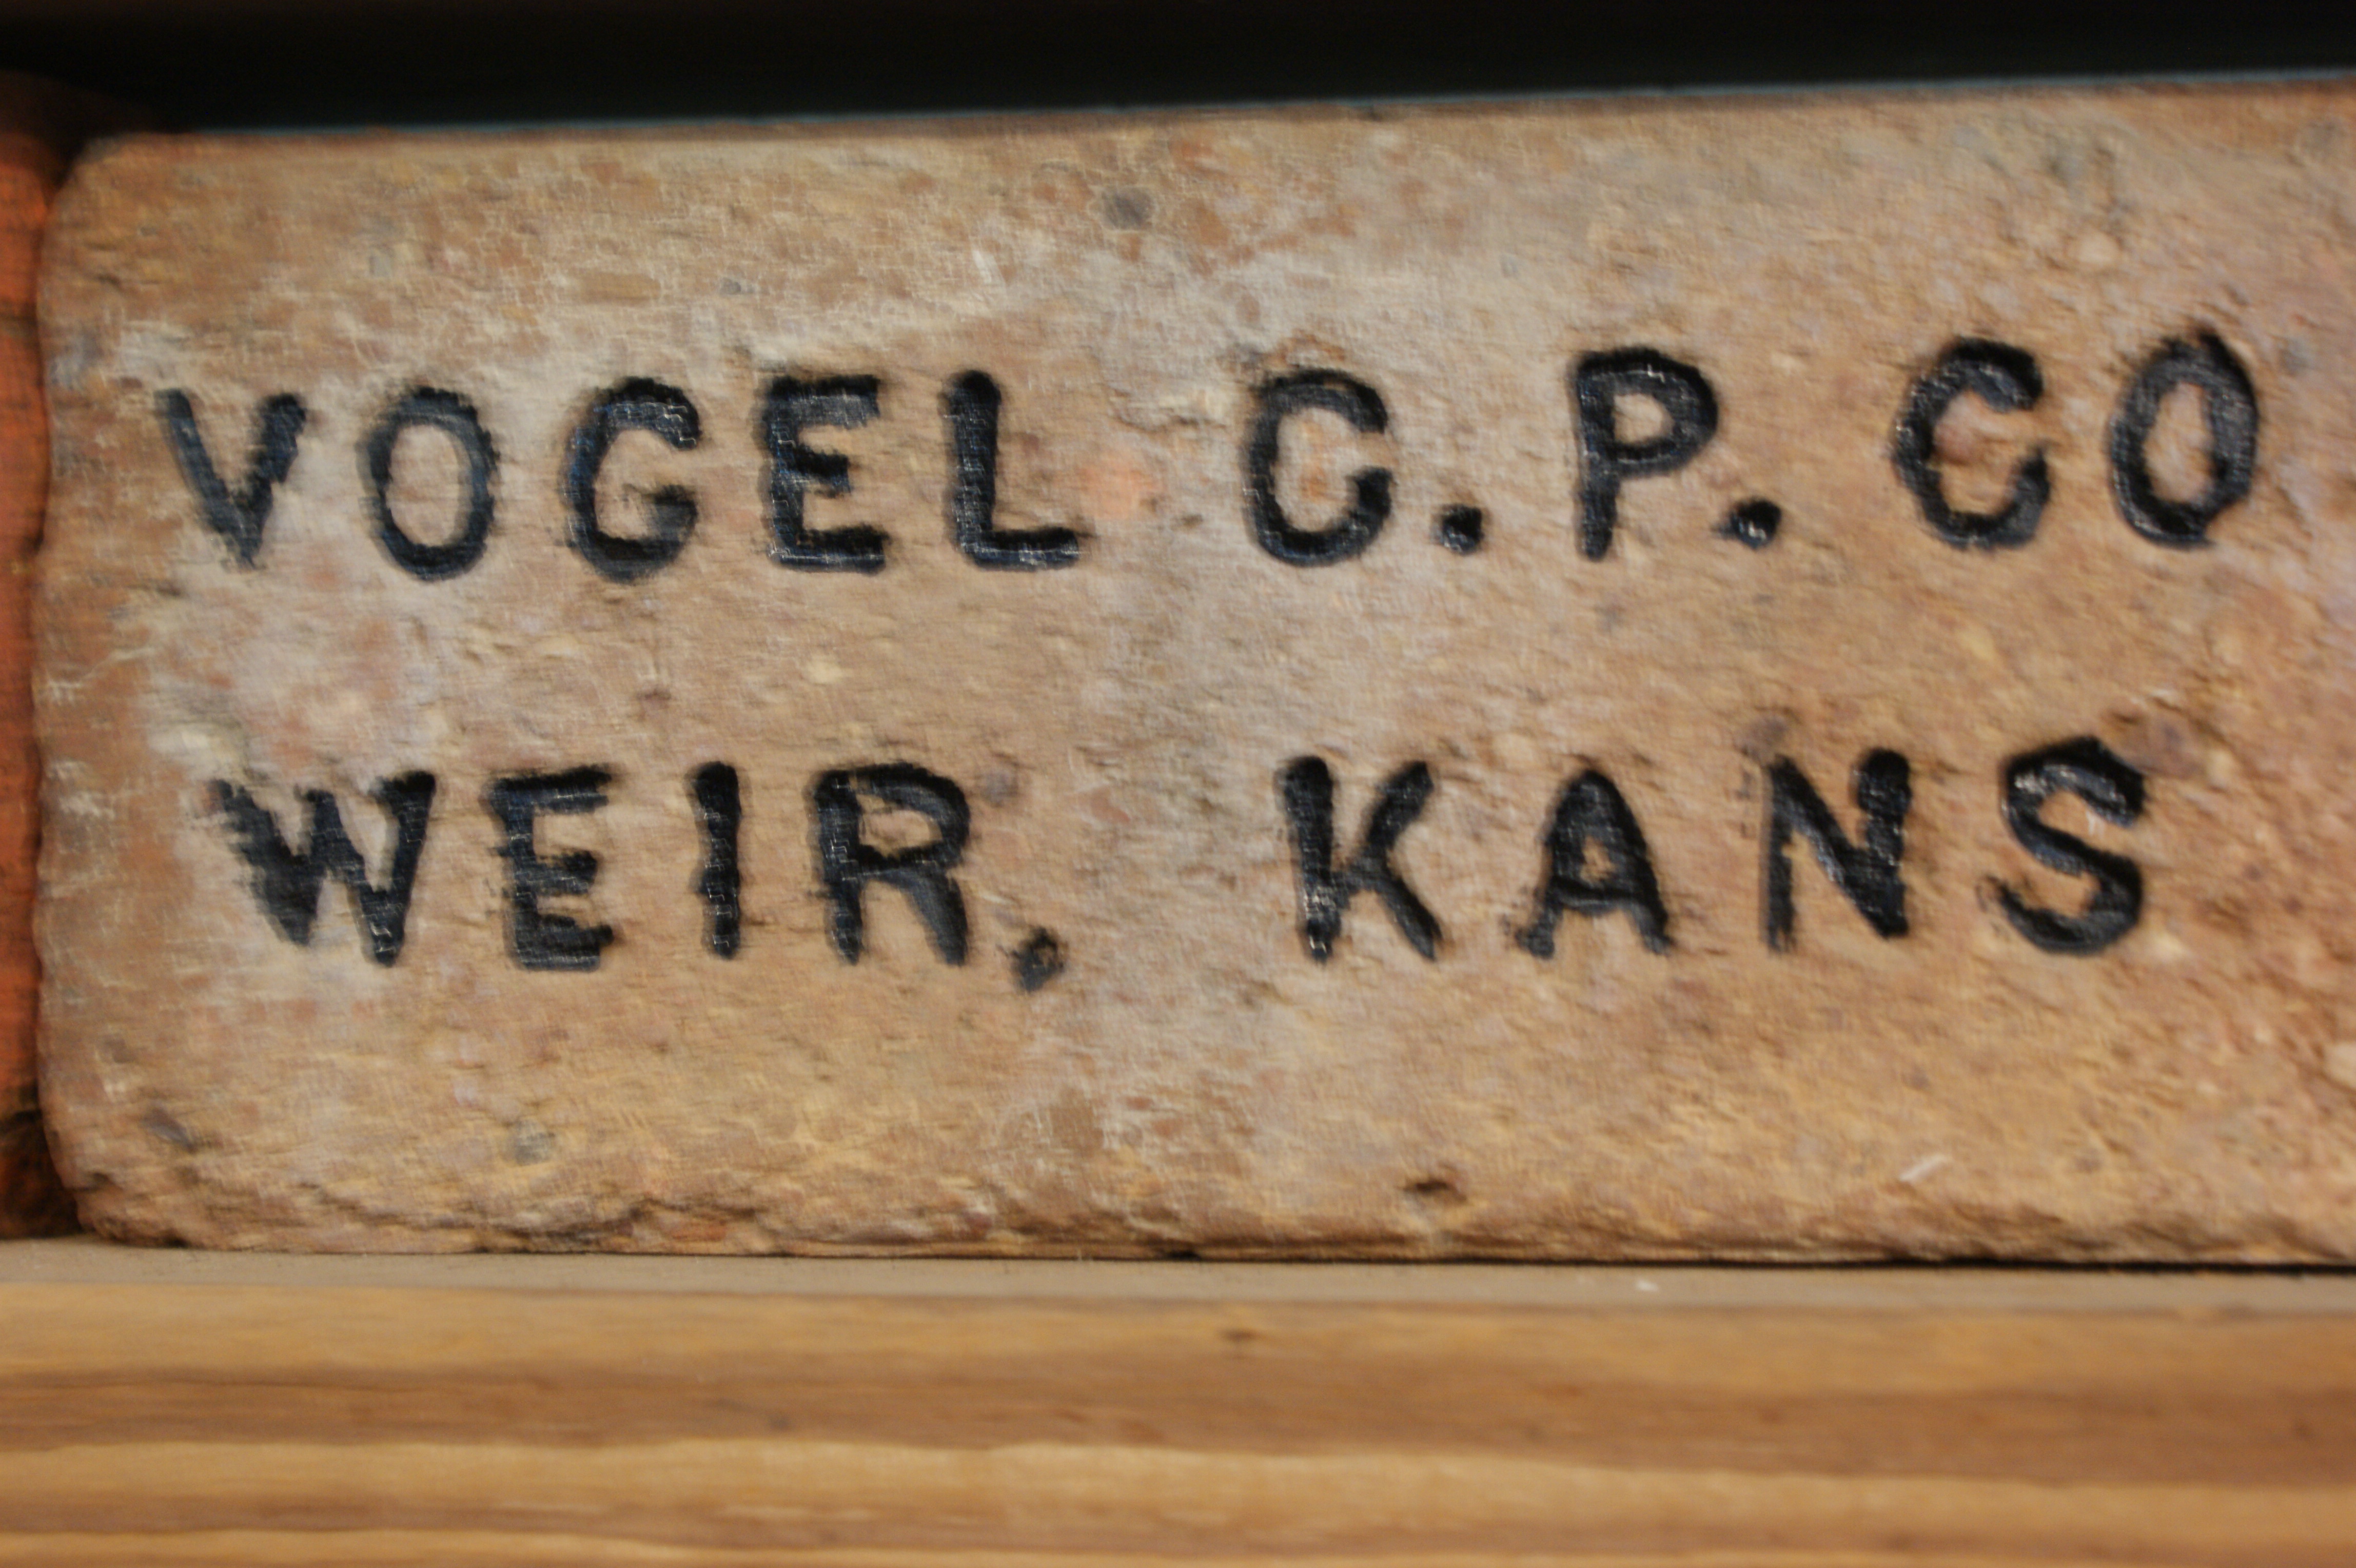 VOGEL C.P. CO
WEIR, KANS